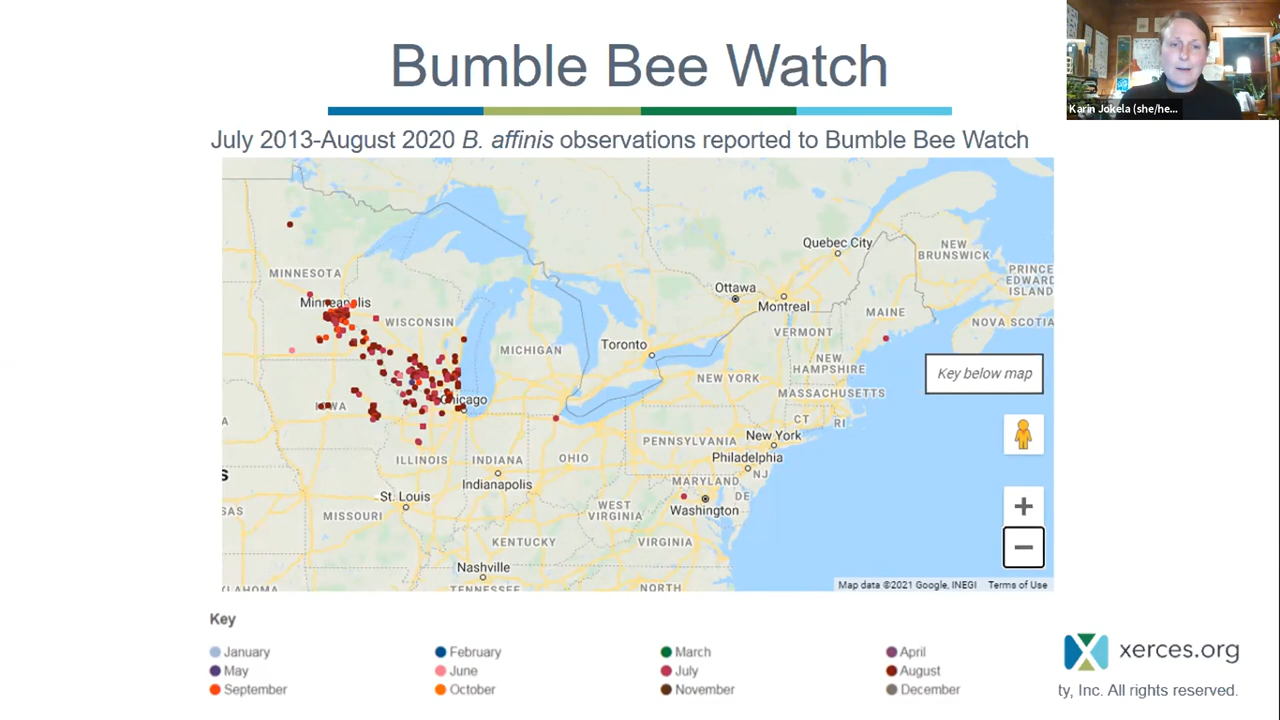 Bumble Bee Watch
Karin Jokela (she/he...
July 2013-August 2020 B. affinis observations reported to Bumble Bee Watch
Quebec City
NEW
BRUNSWICK
PRINCE
EDWARD
ISLAND
MINNESOTA
Ottawa
Montreal
Minneapolis
MAINE
WISCONSIN
NOVA SCOTIA
VERMONT
Toronto
MICHIGAN
NEW
HAMPSHIRE
Key below map
NEW YORK
MASSACHUSETTS
Chicago
IOWA
CT
RI
PENNSYLVANIA
New York
ILLINOIS
INDIANA
OHIO
Philadelphia
NJ
Indianapolis
MARYLAND
St. Louis
DE
Washington
WEST
VIRGINIA
MISSOURI
SAS
KENTUCKY
VIRGINIA
Nashville
TENNESSEE
NORTH
LAHOMA
Map data ©2021 Google, INEGI
Terms of Use
Key
January
February
March
April
May
June
July
August
September
October
November
December
xerces.org
ty, Inc. All rights reserved.